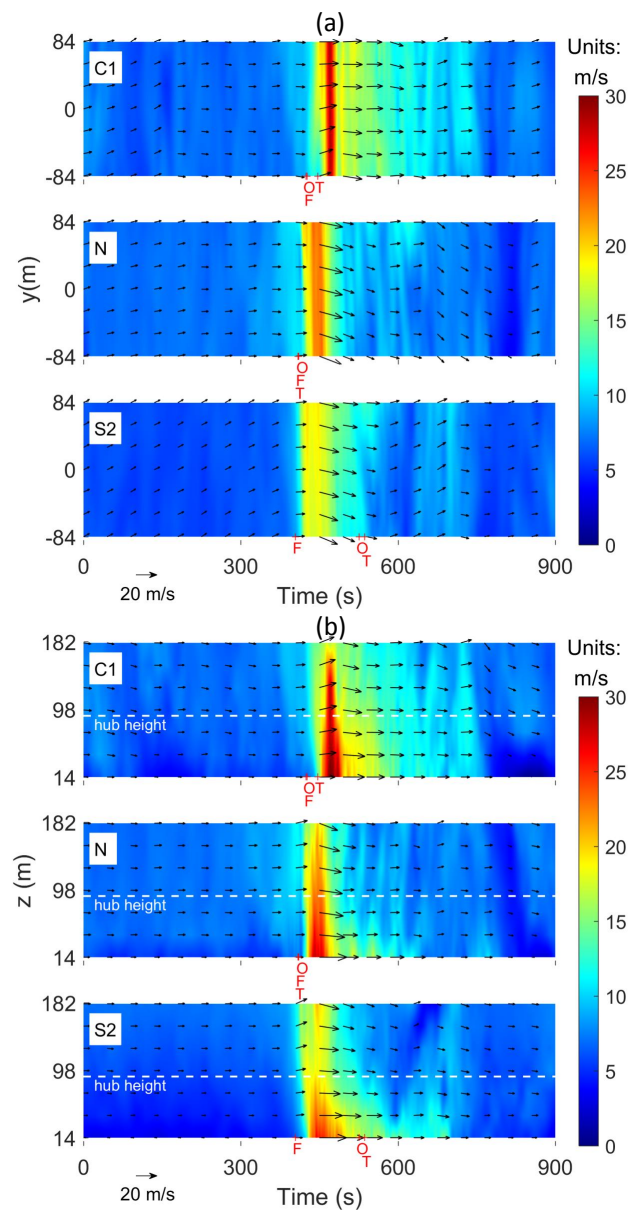 (a)
Units:
m/s
84
C1
0
-84
O T
F
84
N
y(m)
0
-84
O
F
T
84
S2
0
-84
F O
T
0 300 600 900
20 m/s
Time (s)
30
25
20
15
10
5
0
(b)
Units:
m/s
182
C1
98
hub height
14
O T
F
182
N
z (m)
98
hub height
14
O
F
T
182
S2
98
hub height
14
F O
T
0 300 600 900
20 m/s
Time (s)
30
25
20
15
10
5
0